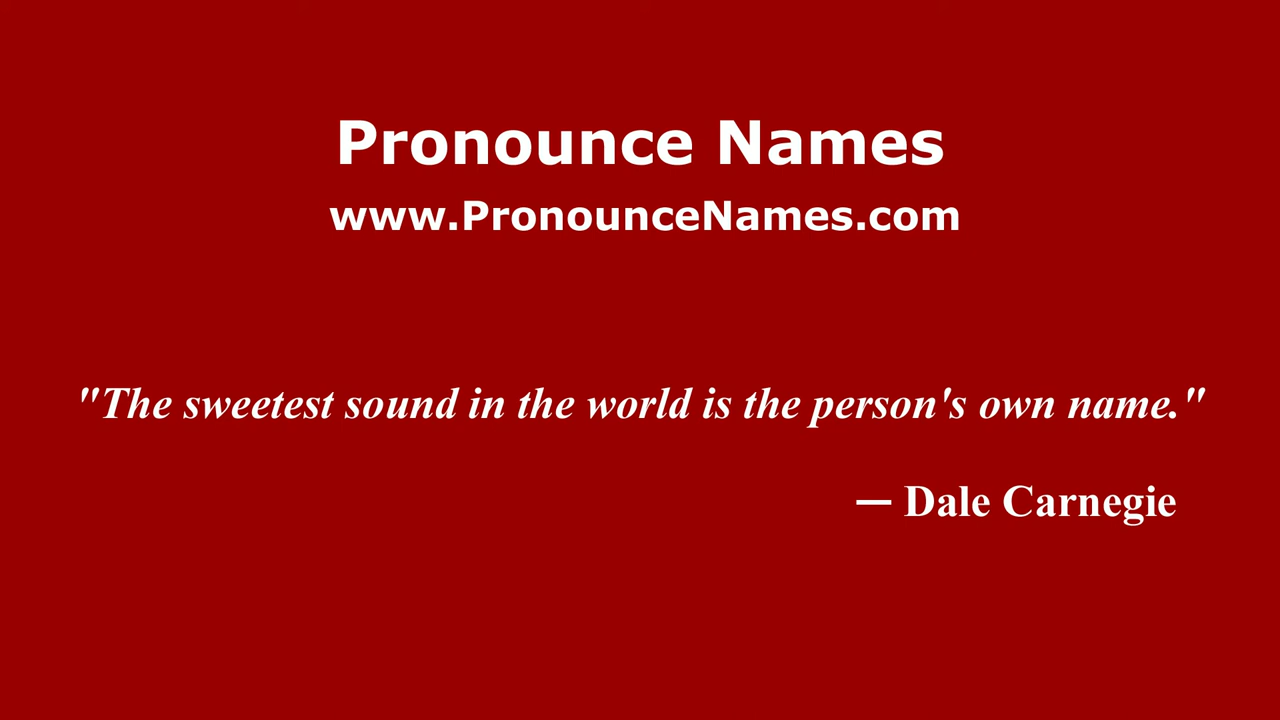 Pronounce Names
www.PronounceNames.com
"The sweetest sound in the world is the person's own name."
— Dale Carnegie